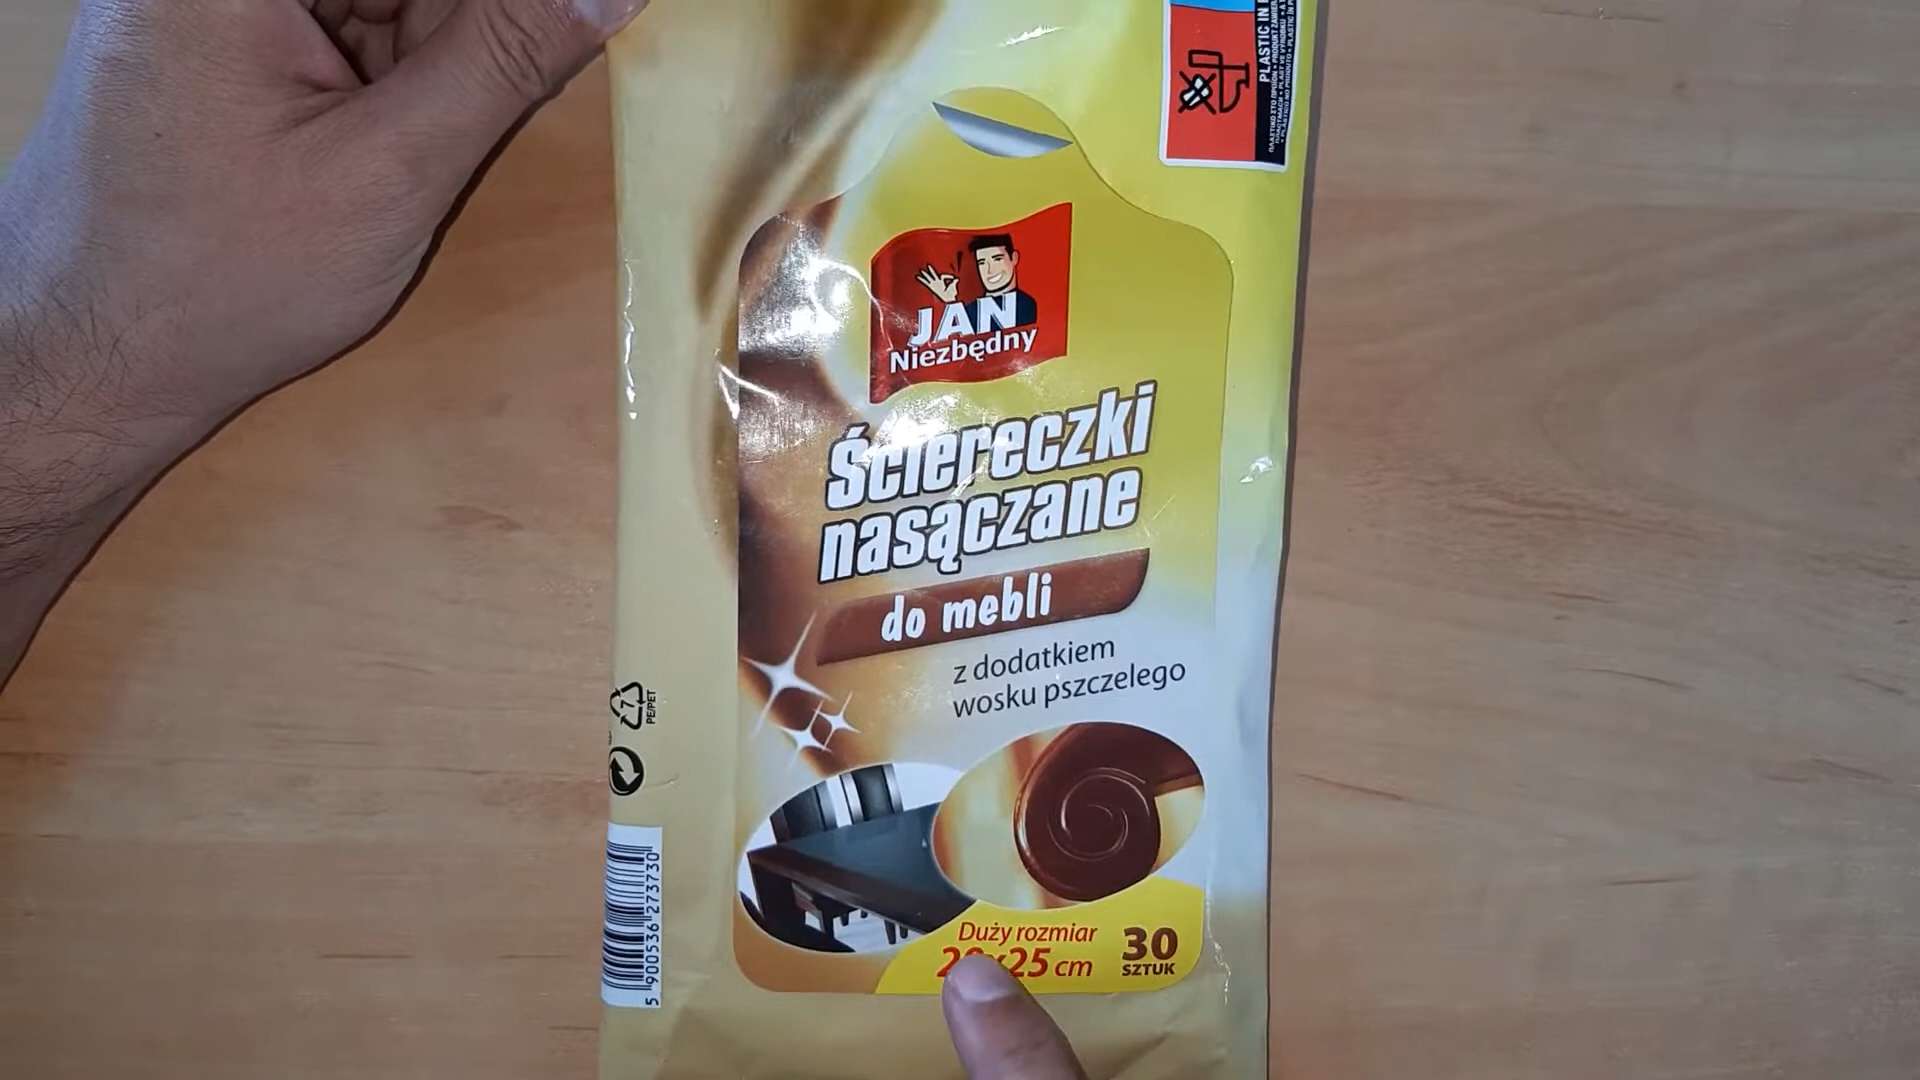 PLASTIC IN
JAN
Niezbędny
Ściereczki
nasączane
do mebli
z dodatkiem
wosku pszczelego
7
PE/PET
Duży rozmiar
25 cm
30
SZTUK
5 900536 273730